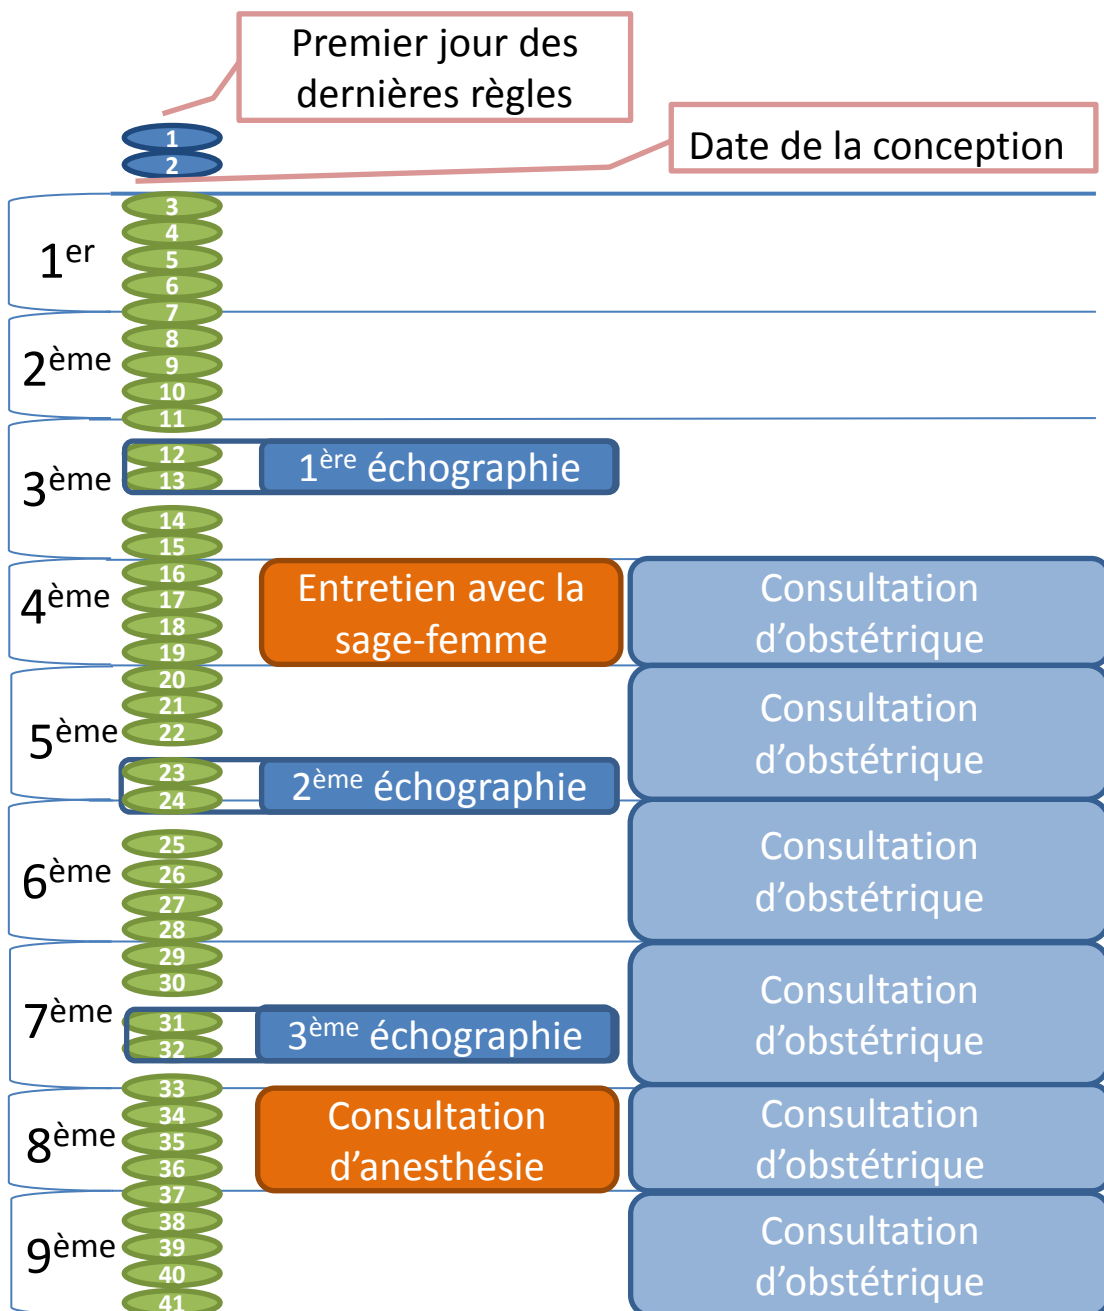 Premier jour des
dernières règles
1
Date de la conception
2
3
4
1er
5
6
7
8
2ème
9
10
11
12
1ère échographie
3ème
13
14
15
16
4ème
17
18
19
Entretien avec la
sage-femme
Consultation
d'obstétrique
20
21
22
5ème
23
24
2ème échographie
Consultation
d'obstétrique
25
26
6ème
27
28
Consultation
d'obstétrique
29
30
7ème
31
32
3ème échographie
Consultation
d'obstétrique
33
34
8ème
35
36
Consultation
d'anesthésie
Consultation
d'obstétrique
37
38
9ème
39
40
41
Consultation
d'obstétrique